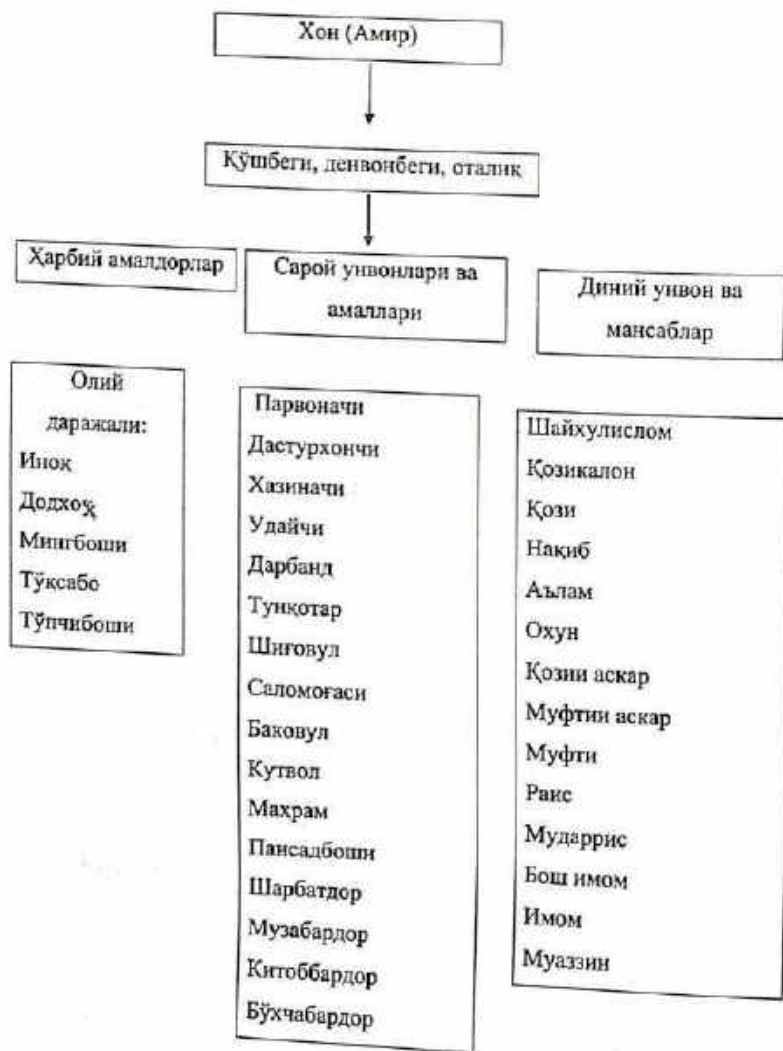 Хон (Амир)
Қўшбеги, денвонбеги, оталиқ
Ҳарбий амалдорлар
Сарой унвонлари ва
амаллари
Диний унвон ва
мансаблар
Олий
даражали:
Иноқ
Додхоҳ
Мингбоши
Тўқсабо
Тўпчибоши
Парвоначи
Дастурхончи
Хазиначи
Удайчи
Дарбанд
Тунқотар
Шиғовул
Саломоғаси
Баковул
Кутвол
Махрам
Пансадбоши
Шарбатдор
Музабардор
Китоббардор
Бўхчабардор
Шайхулислом
Қозикалон
Қози
Нақиб
Аълам
Охун
Қозии аскар
Муфтии аскар
Муфти
Раис
Мударрис
Бош имом
Имом
Муаззин